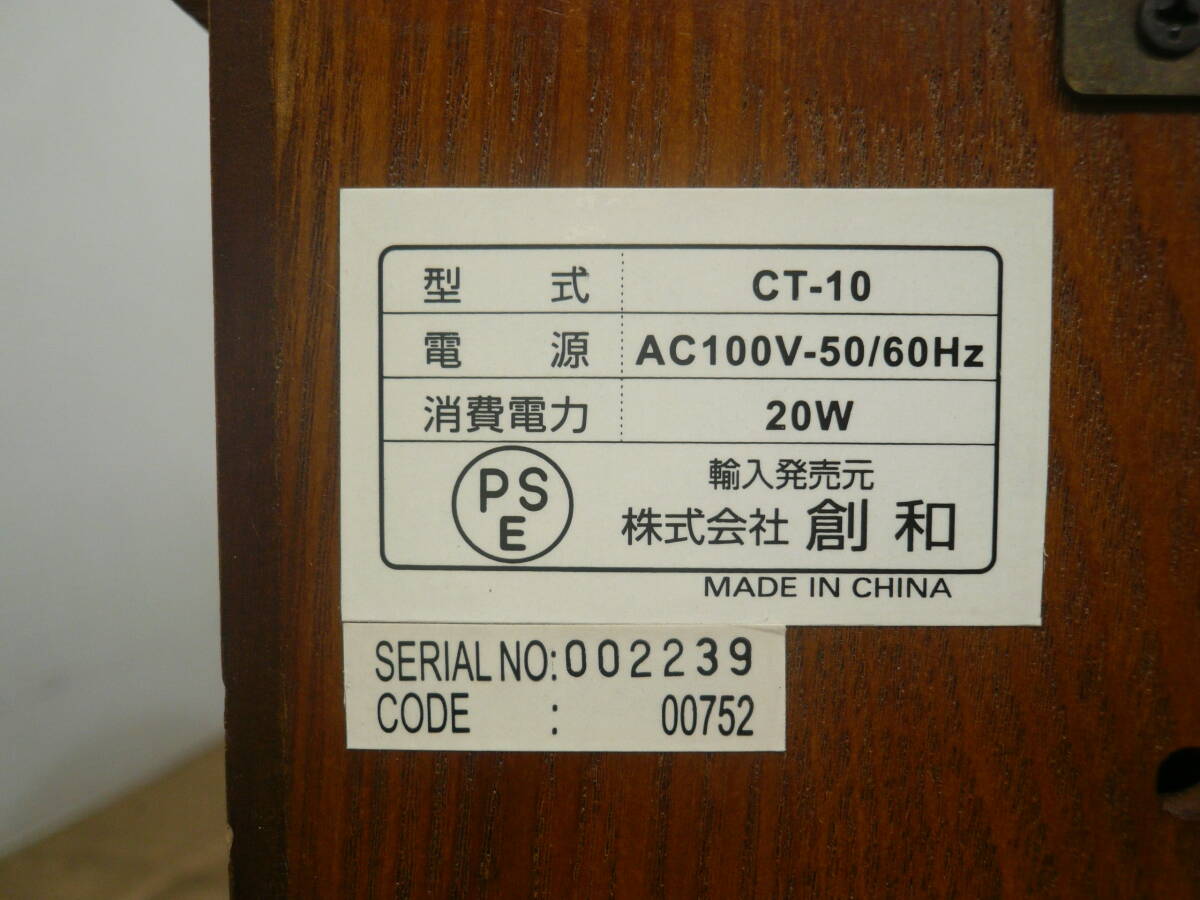 型式 CT-10
電源 AC100V-50/60Hz
消費電力 20W
PS
E
輸入発売元
株式会社 創和
MADE IN CHINA
SERIAL NO:002239
CODE : 00752